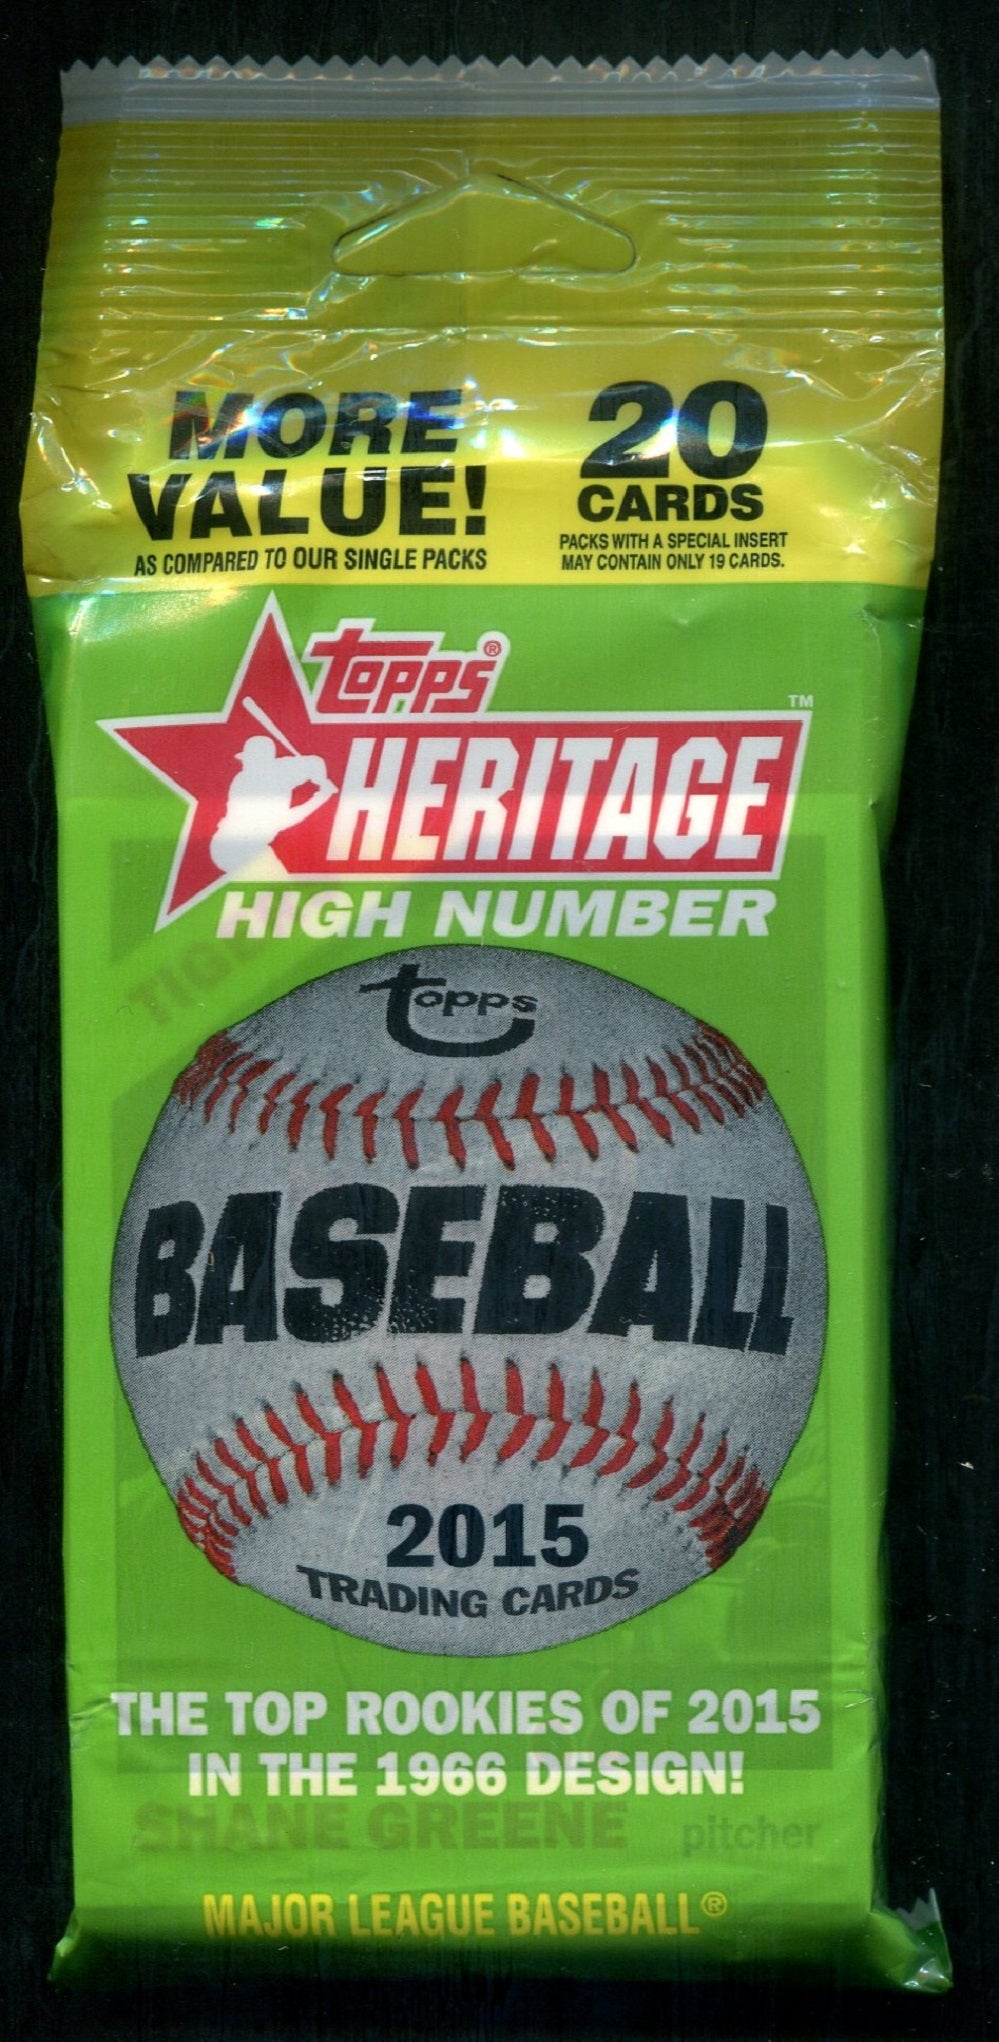 MORE
VALUE!
AS COMPARED TO OUR SINGLE PACKS
20
CARDS
PACKS WITH A SPECIAL INSERT
MAY CONTAIN ONLY 19 CARDS.
topps®
HERITAGE™
HIGH NUMBER
TIG
topps
BASEBALL
2015
TRADING CARDS
THE TOP ROOKIES OF 2015
IN THE 1966 DESIGN!
SHANE GREENE pitcher
MAJOR LEAGUE BASEBALL®